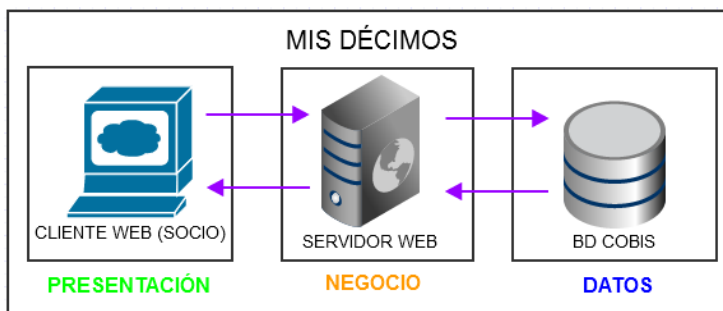 MIS DÉCIMOS
CLIENTE WEB (SOCIO)
SERVIDOR WEB
BD COBIS
PRESENTACIÓN
NEGOCIO
DATOS